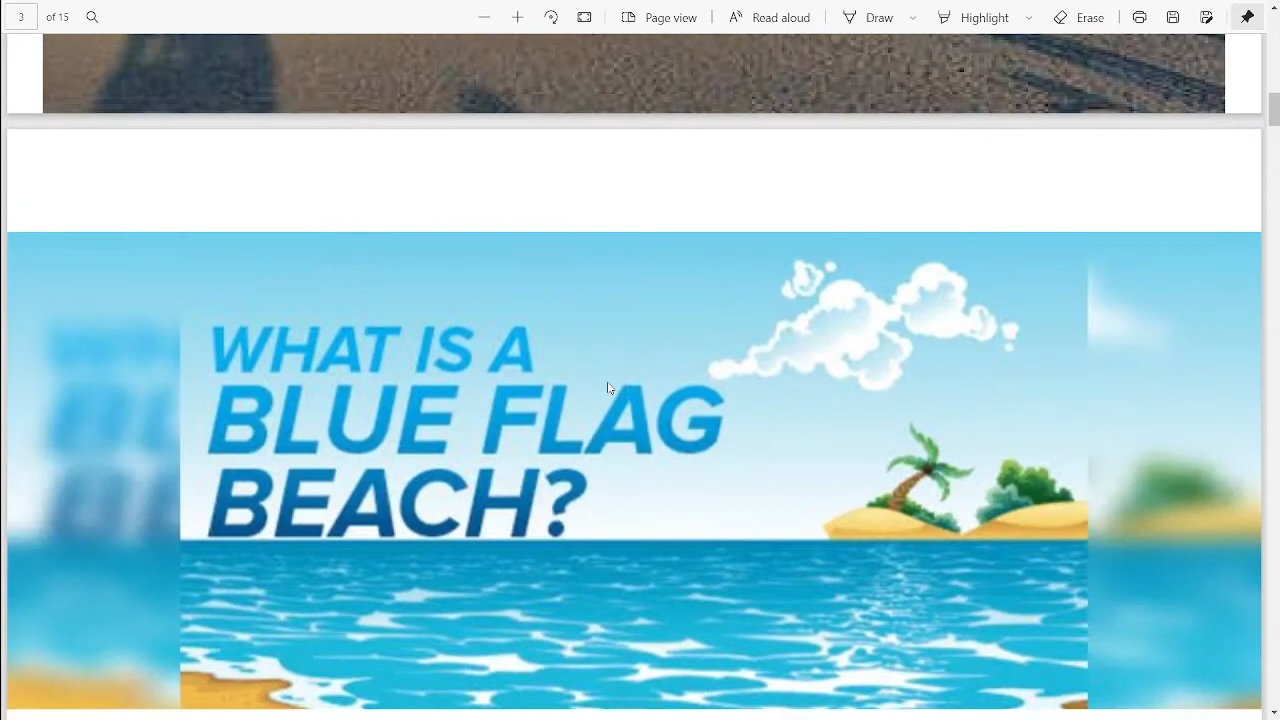 3 of 15 Page view Read aloud Draw Highlight Erase
WHAT IS A
BLUE FLAG
BEACH?